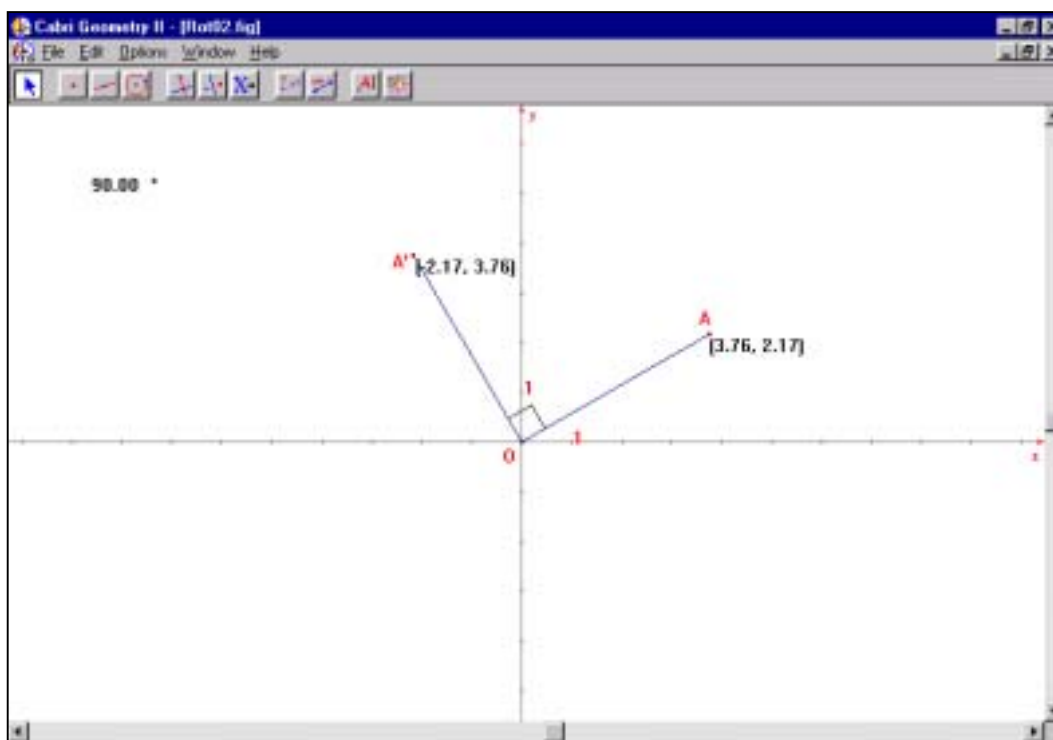 Cabri Geometry II - [Rot02.fig]
File Edit Options Window Help
y
90.00 °
A'
(-2.17, 3.76)
A
(3.76, 2.17)
1
1
O
x